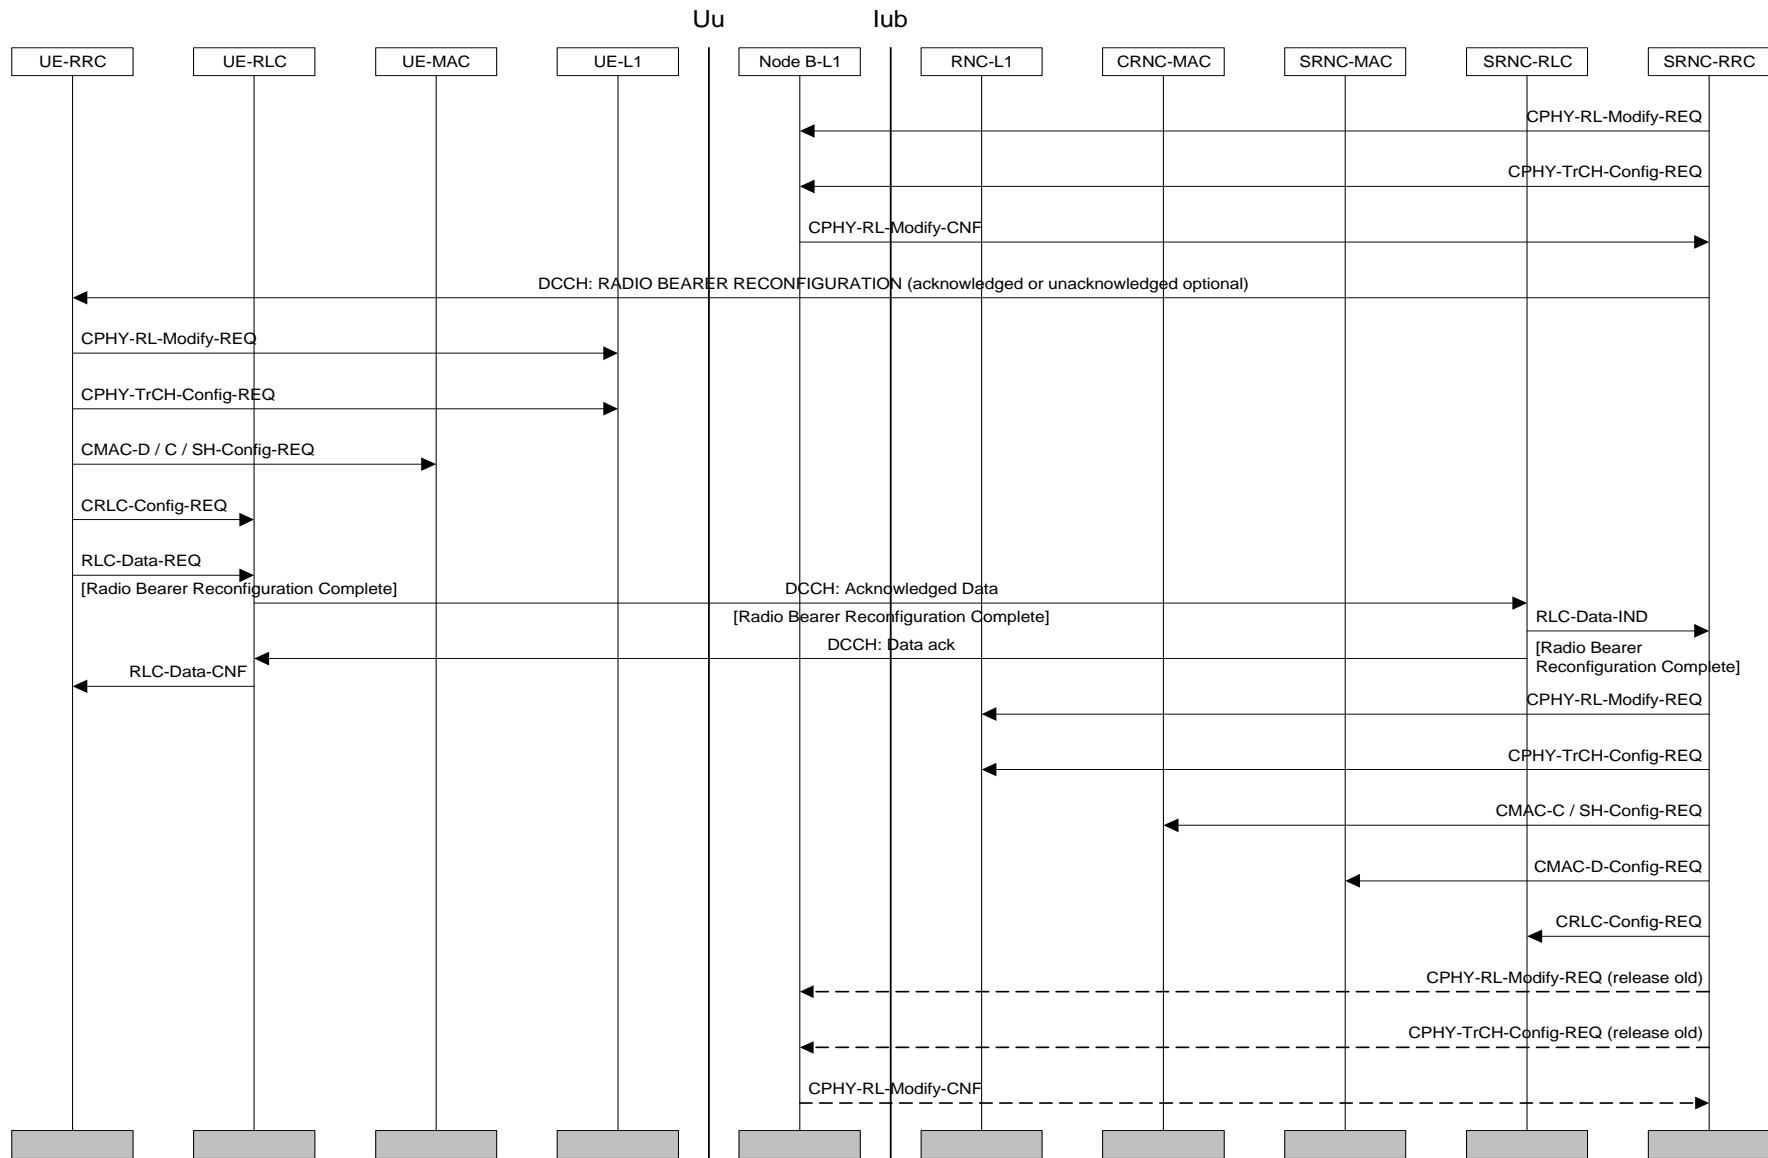 Uu
Iub
UE-RRC
UE-RLC
UE-MAC
UE-L1
Node B-L1
RNC-L1
CRNC-MAC
SRNC-MAC
SRNC-RLC
SRNC-RRC
CPHY-RL-Modify-REQ
CPHY-TrCH-Config-REQ
CPHY-RL-Modify-CNF
DCCH: RADIO BEARER RECONFIGURATION (acknowledged or unacknowledged optional)
CPHY-RL-Modify-REQ
CPHY-TrCH-Config-REQ
CMAC-D / C / SH-Config-REQ
CRLC-Config-REQ
RLC-Data-REQ
[Radio Bearer Reconfiguration Complete]
DCCH: Acknowledged Data
[Radio Bearer Reconfiguration Complete]
RLC-Data-IND
[Radio Bearer
Reconfiguration Complete]
DCCH: Data ack
RLC-Data-CNF
CPHY-RL-Modify-REQ
CPHY-TrCH-Config-REQ
CMAC-C / SH-Config-REQ
CMAC-D-Config-REQ
CRLC-Config-REQ
CPHY-RL-Modify-REQ (release old)
CPHY-TrCH-Config-REQ (release old)
CPHY-RL-Modify-CNF